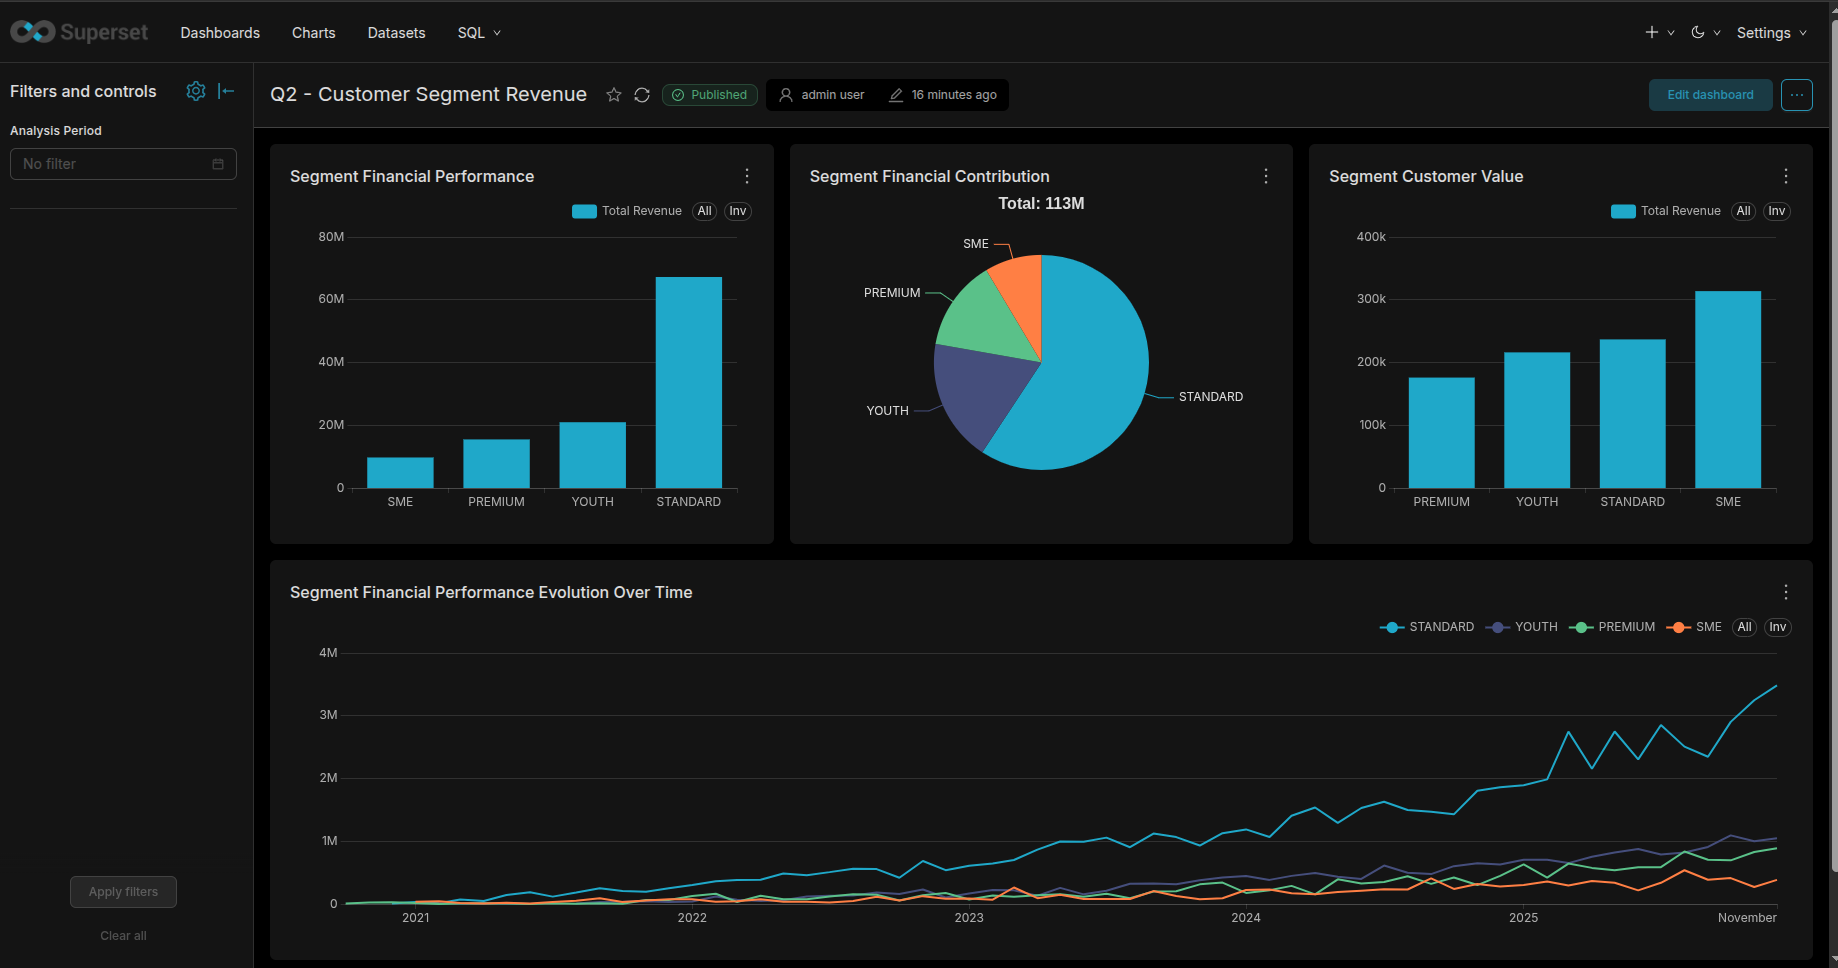 Superset
Dashboards
Charts
Datasets
SQL
Settings
Filters and controls
Analysis Period
No filter
Apply filters
Clear all
Q2 - Customer Segment Revenue
Published
admin user
16 minutes ago
Edit dashboard
Segment Financial Performance
Total Revenue
All
Inv
80M
60M
40M
20M
0
SME
PREMIUM
YOUTH
STANDARD
Segment Financial Contribution
Total: 113M
SME
PREMIUM
YOUTH
STANDARD
Segment Customer Value
Total Revenue
All
Inv
400k
300k
200k
100k
0
PREMIUM
YOUTH
STANDARD
SME
Segment Financial Performance Evolution Over Time
STANDARD
YOUTH
PREMIUM
SME
All
Inv
4M
3M
2M
1M
0
2021
2022
2023
2024
2025
November